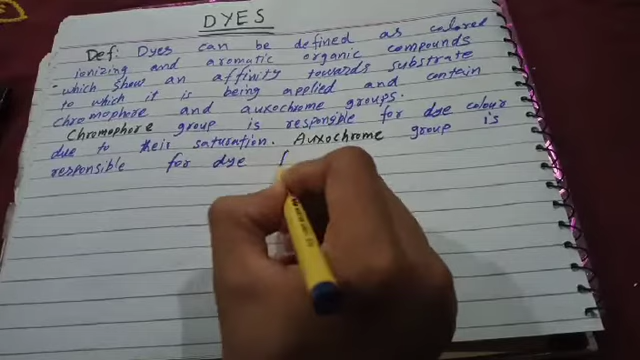 DYES
Def: Dyes can be defined as colored
ionizing and aromatic organic compounds
which show an affinity towards substrate
to which it is being applied and contain
chromophore and auxochrome groups.
Chromophore group is responsible for dye colour
due to their saturation. Auxochrome group is
responsible for dye f